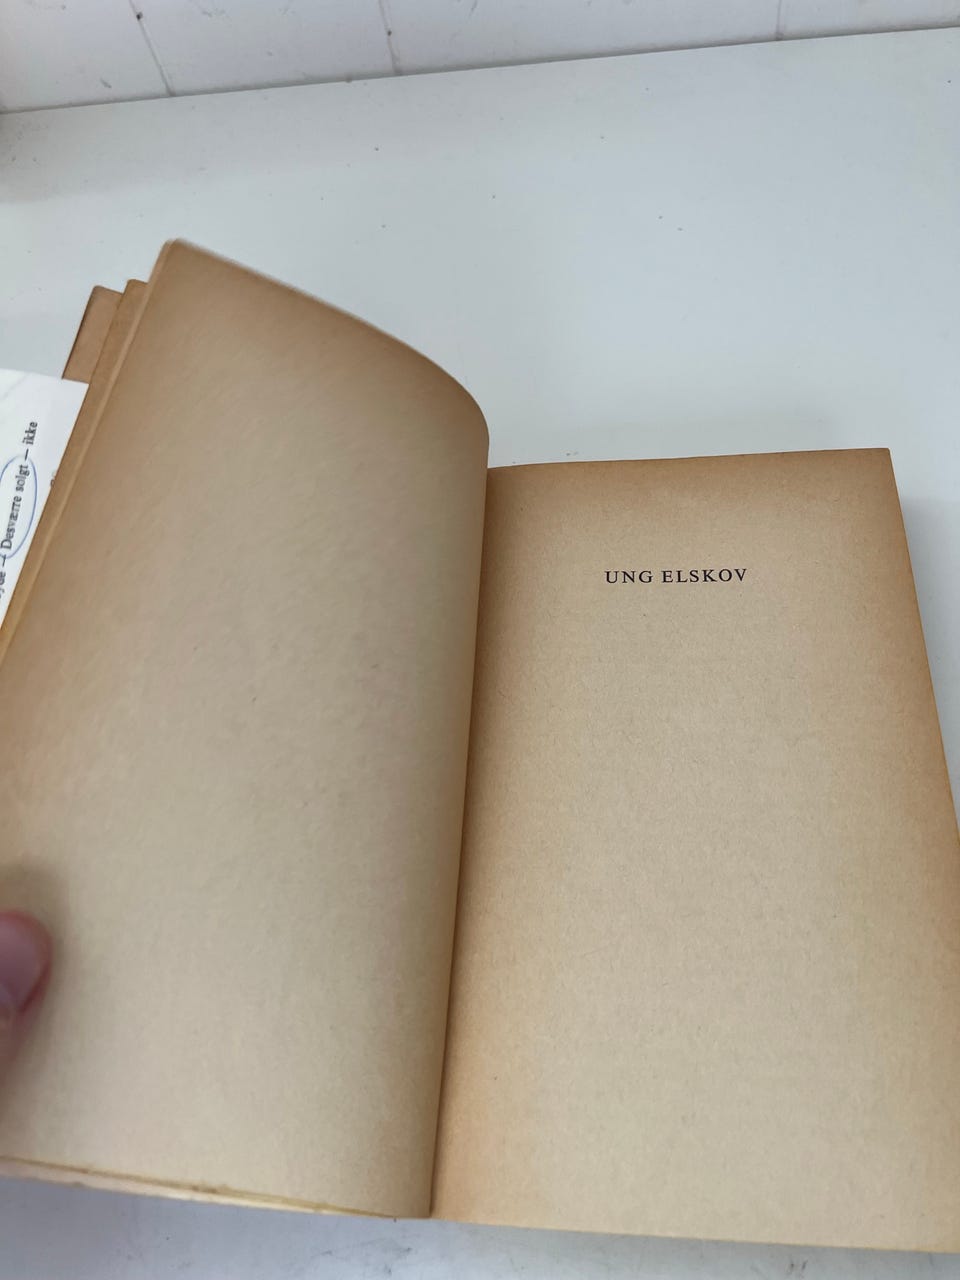 Desværre solgt — ikke
UNG ELSKOV